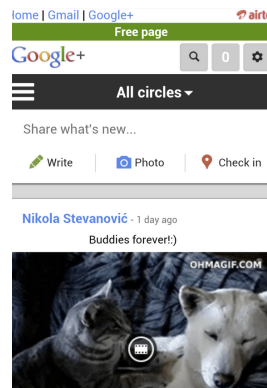 Home | Gmail | Google+ airt
Free page
Google+ 0
All circles
Share what's new...
Write Photo Check in
Nikola Stevanović - 1 day ago
Buddies forever!:)
OHMAGIF.COM